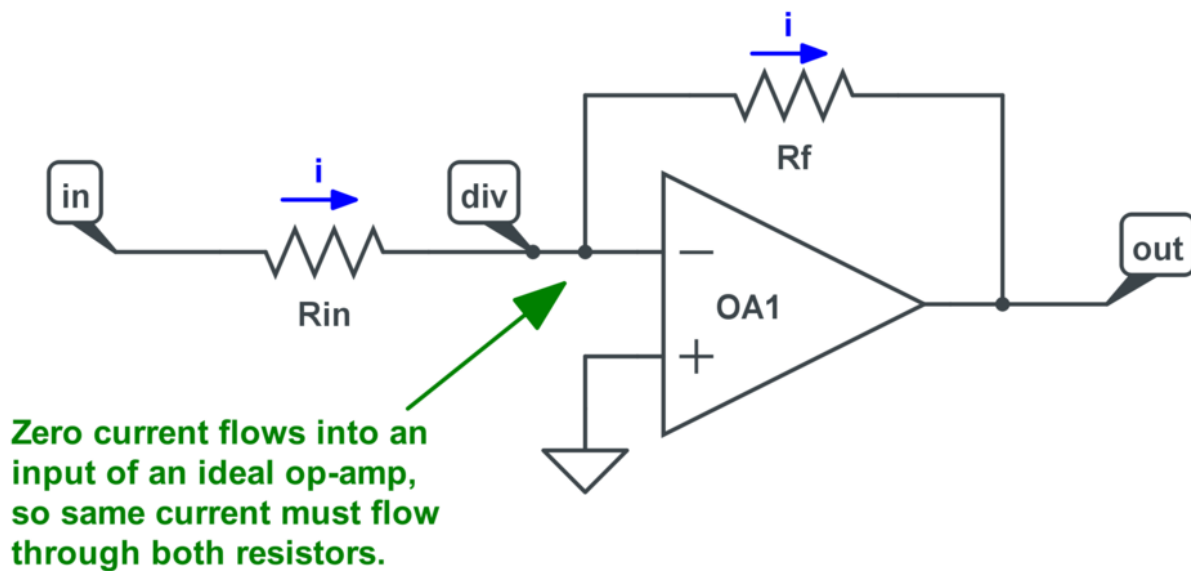 i
i
in
div
Rf
Rin
−
OA1
+
out
Zero current flows into an
input of an ideal op-amp,
so same current must flow
through both resistors.